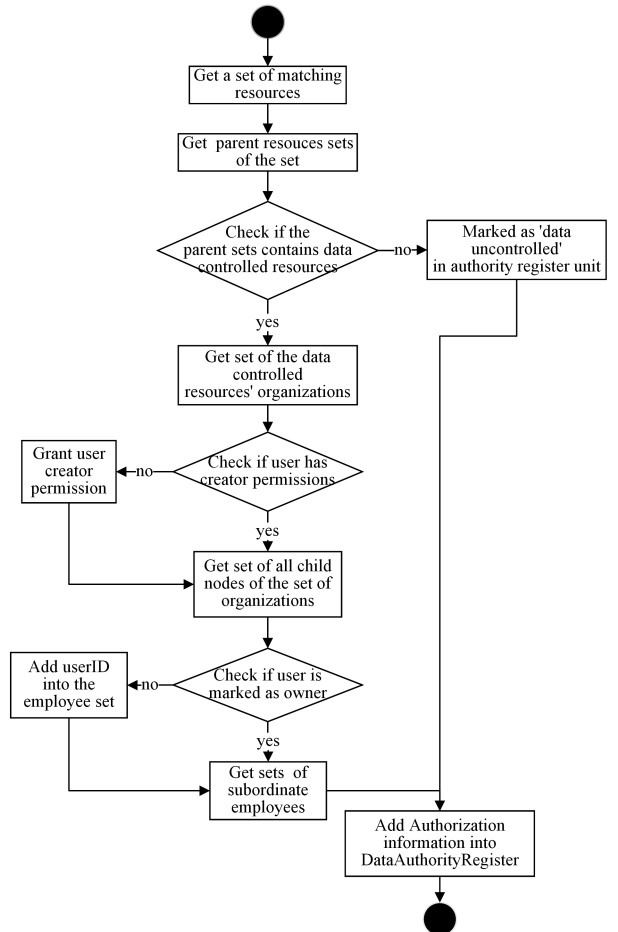 Get a set of matching
resources
Get parent resouces sets
of the set
Check if the
parent sets contains data
controlled resources
no
Marked as 'data
uncontrolled'
in authority register unit
yes
Get set of the data
controlled
resources' organizations
Grant user
creator
permission
no
Check if user has
creator permissions
yes
Get set of all child
nodes of the set of
organizations
Add userID
into the
employee set
no
Check if user is
marked as owner
yes
Get sets of
subordinate
employees
Add Authorization
information into
DataAuthorityRegister